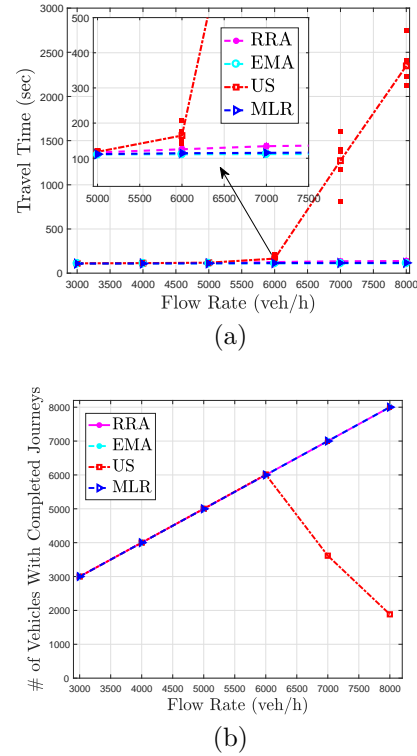 3000
2500
2000
1500
1000
500
0
Travel Time (sec)
500
400
300
200
100
5000 5500 6000 6500 7000 7500
RRA
EMA
US
MLR
3000 3500 4000 4500 5000 5500 6000 6500 7000 7500 8000
Flow Rate (veh/h)
(a)
8000
7000
6000
5000
4000
3000
2000
1000
0
# of Vehicles With Completed Journeys
RRA
EMA
US
MLR
3000 3500 4000 4500 5000 5500 6000 6500 7000 7500 8000
Flow Rate (veh/h)
(b)